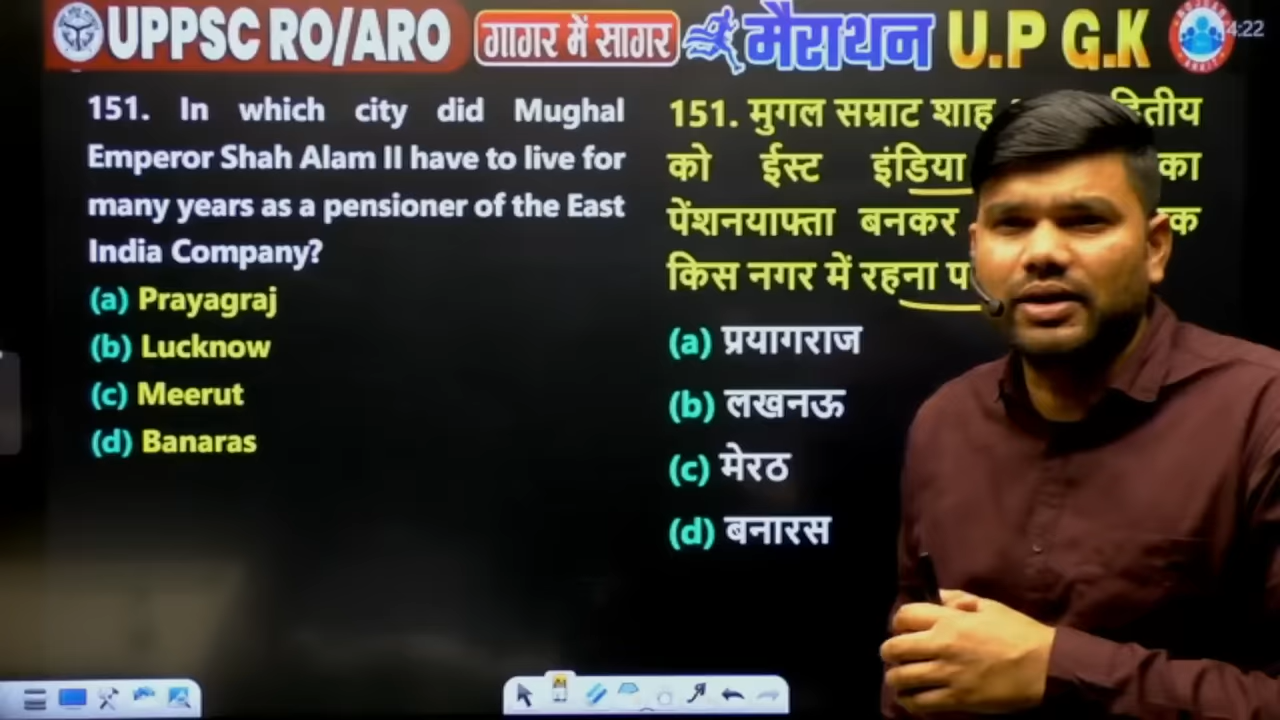 UPPSC RO/ARO गागर में सागर मैराथन U.P G.K
4:22
151. In which city did Mughal
Emperor Shah Alam II have to live for
many years as a pensioner of the East
India Company?
(a) Prayagraj
(b) Lucknow
(c) Meerut
(d) Banaras
151. मुगल सम्राट शाह
को ईस्ट इंडिया का
पेंशनयाफ्ता बनकर
किस नगर में रहना
(a) प्रयागराज
(b) लखनऊ
(c) मेरठ
(d) बनारस